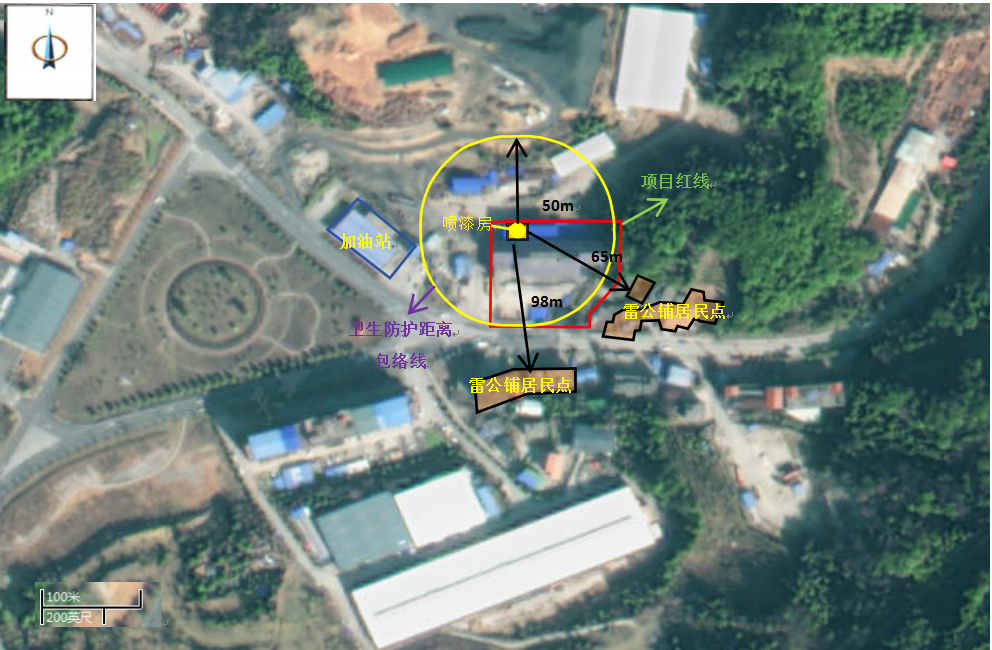 N
50m
项目红线
喷漆房
加油站
65m
98m
雷公铺居民点
卫生防护距离
包络线
雷公铺居民点
100米
200英尺